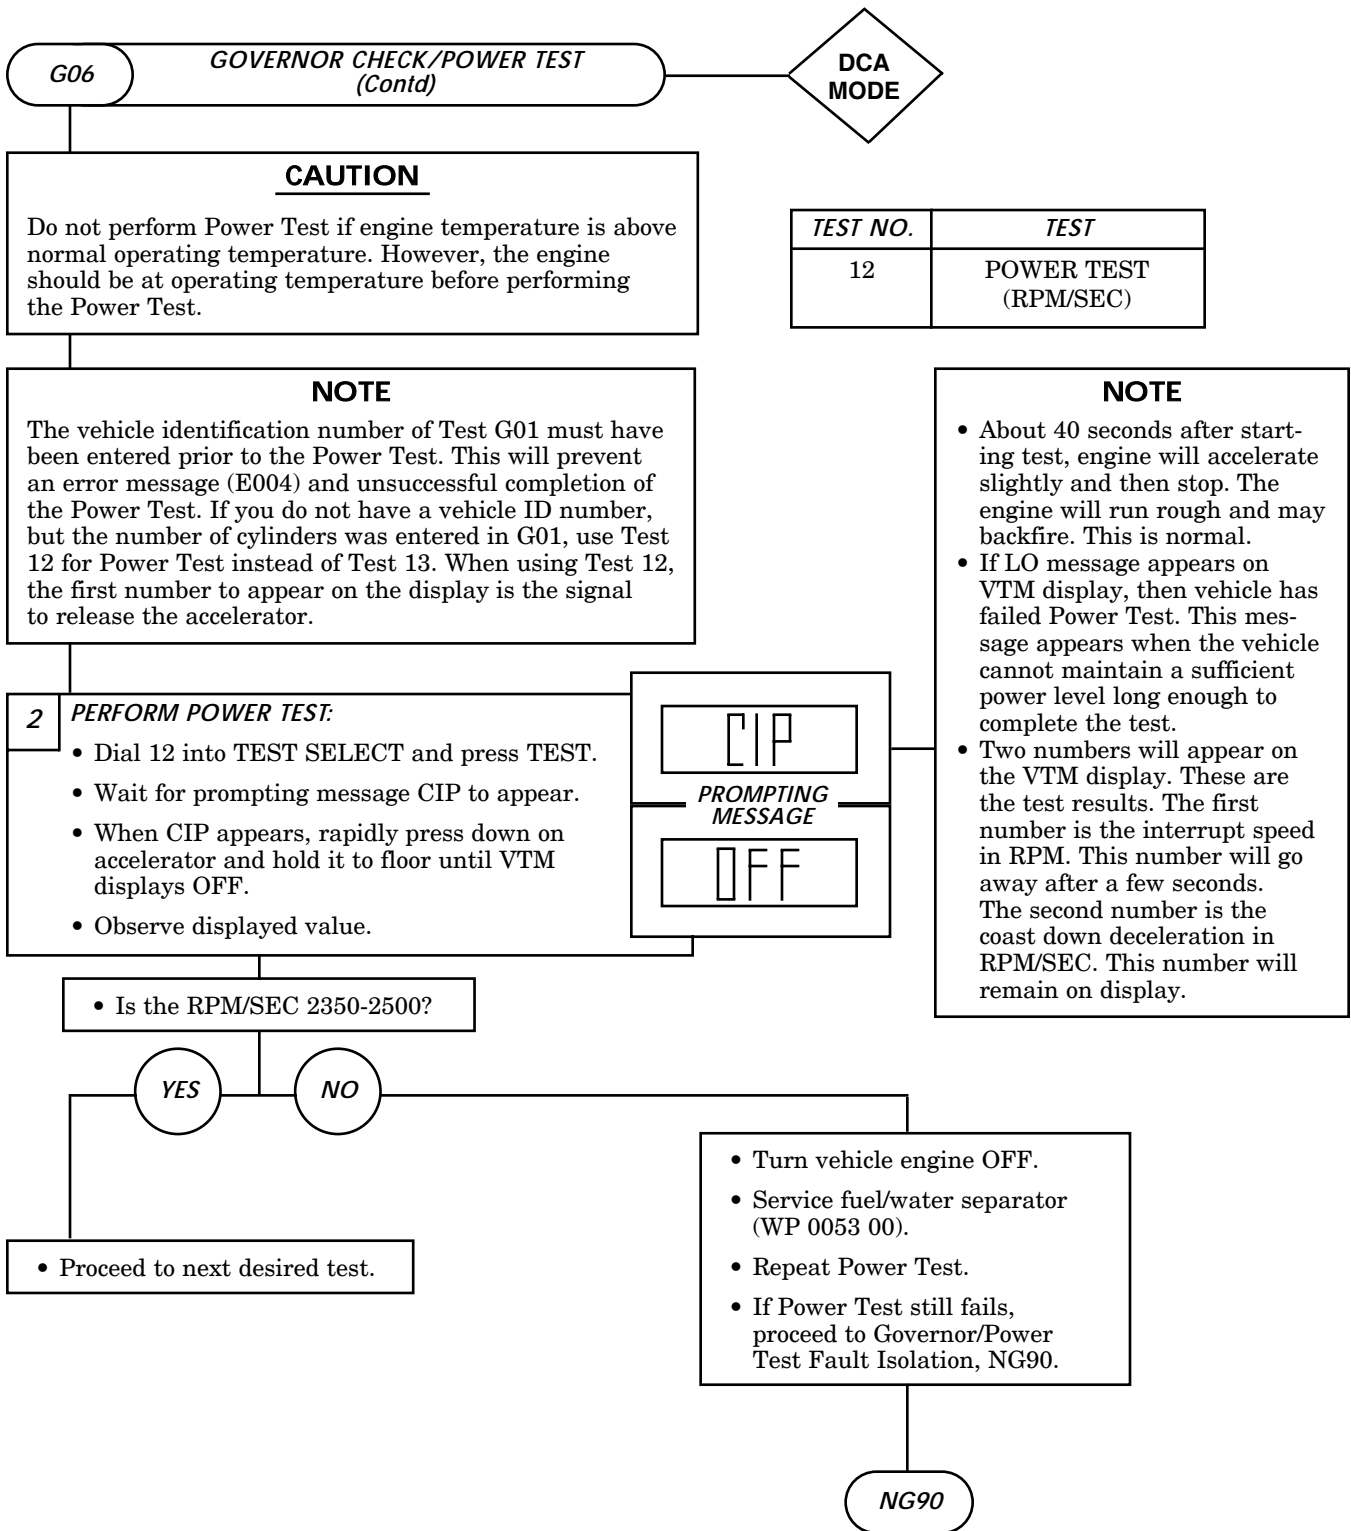 G06
GOVERNOR CHECK/POWER TEST
(Contd)
DCA
MODE
CAUTION
Do not perform Power Test if engine temperature is above
normal operating temperature. However, the engine
should be at operating temperature before performing
the Power Test.
TEST NO.
TEST
12
POWER TEST
(RPM/SEC)
NOTE
The vehicle identification number of Test G01 must have
been entered prior to the Power Test. This will prevent
an error message (E004) and unsuccessful completion of
the Power Test. If you do not have a vehicle ID number,
but the number of cylinders was entered in G01, use Test
12 for Power Test instead of Test 13. When using Test 12,
the first number to appear on the display is the signal
to release the accelerator.
2
PERFORM POWER TEST:
• Dial 12 into TEST SELECT and press TEST.
• Wait for prompting message CIP to appear.
• When CIP appears, rapidly press down on
accelerator and hold it to floor until VTM
displays OFF.
• Observe displayed value.
CIP
PROMPTING
MESSAGE
OFF
NOTE
• About 40 seconds after start-
ing test, engine will accelerate
slightly and then stop. The
engine will run rough and may
backfire. This is normal.
• If LO message appears on
VTM display, then vehicle has
failed Power Test. This mes-
sage appears when the vehicle
cannot maintain a sufficient
power level long enough to
complete the test.
• Two numbers will appear on
the VTM display. These are
the test results. The first
number is the interrupt speed
in RPM. This number will go
away after a few seconds.
The second number is the
coast down deceleration in
RPM/SEC. This number will
remain on display.
• Is the RPM/SEC 2350-2500?
YES
NO
• Proceed to next desired test.
• Turn vehicle engine OFF.
• Service fuel/water separator
(WP 0053 00).
• Repeat Power Test.
• If Power Test still fails,
proceed to Governor/Power
Test Fault Isolation, NG90.
NG90